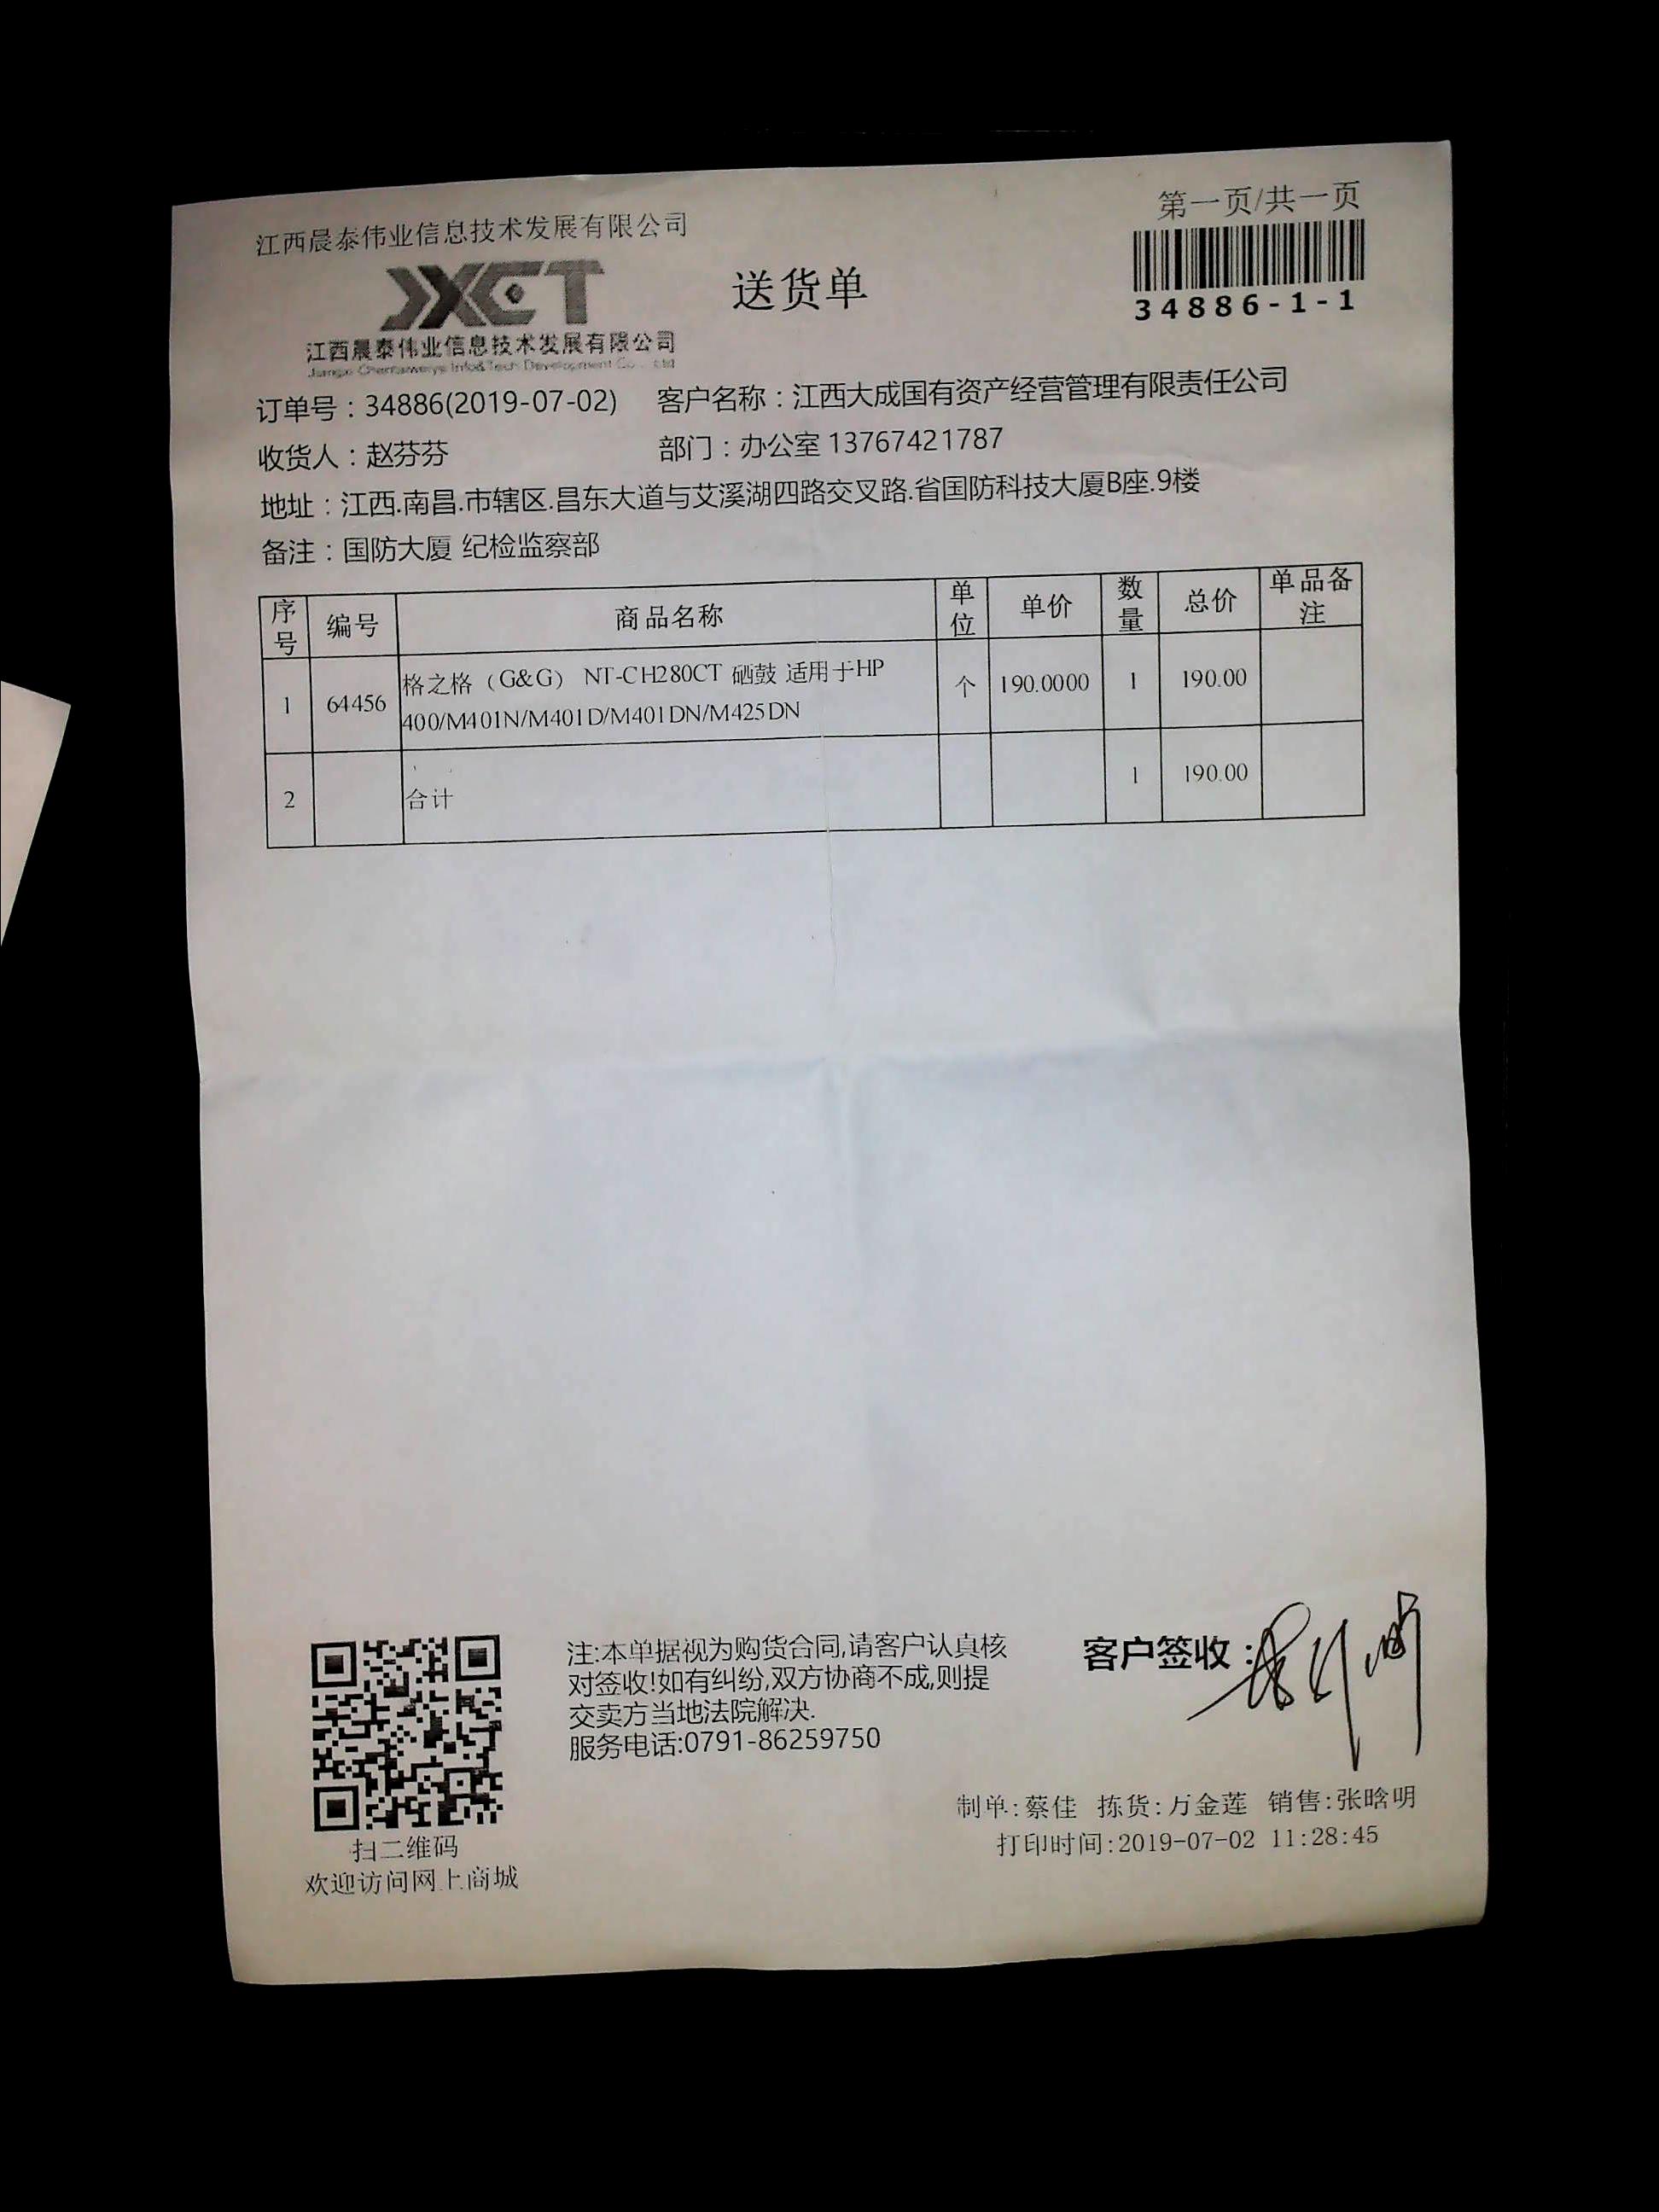 江西晨泰伟业信息技术发展有限公司
第一页/共一页
JXCT
送货单
34886-1-1
江西晨泰伟业信息技术发展有限公司
订单号：34886(2019-07-02) 客户名称：江西大成国有资产经营管理有限责任公司
收货人：赵芬芬 部门：办公室 13767421787
地址：江西.南昌.市辖区.昌东大道与艾溪湖四路交叉路.省国防科技大厦B座.9楼
备注：国防大厦 纪检监察部
序号 编号 商品名称 单位 单价 数量 总价 单品备注
1 64456 格之格（G&G） NT-CH280CT 硒鼓 适用于HP 400/M401N/M401D/M401DN/M425DN 个 190.0000 1 190.00
2 合计 1 190.00
注:本单据视为购货合同,请客户认真核
对签收!如有纠纷,双方协商不成,则提
交卖方当地法院解决.
服务电话:0791-86259750
客户签收：
制单:蔡佳 拣货:万金莲 销售:张晗明
打印时间:2019-07-02 11:28:45
扫二维码
欢迎访问网上商城